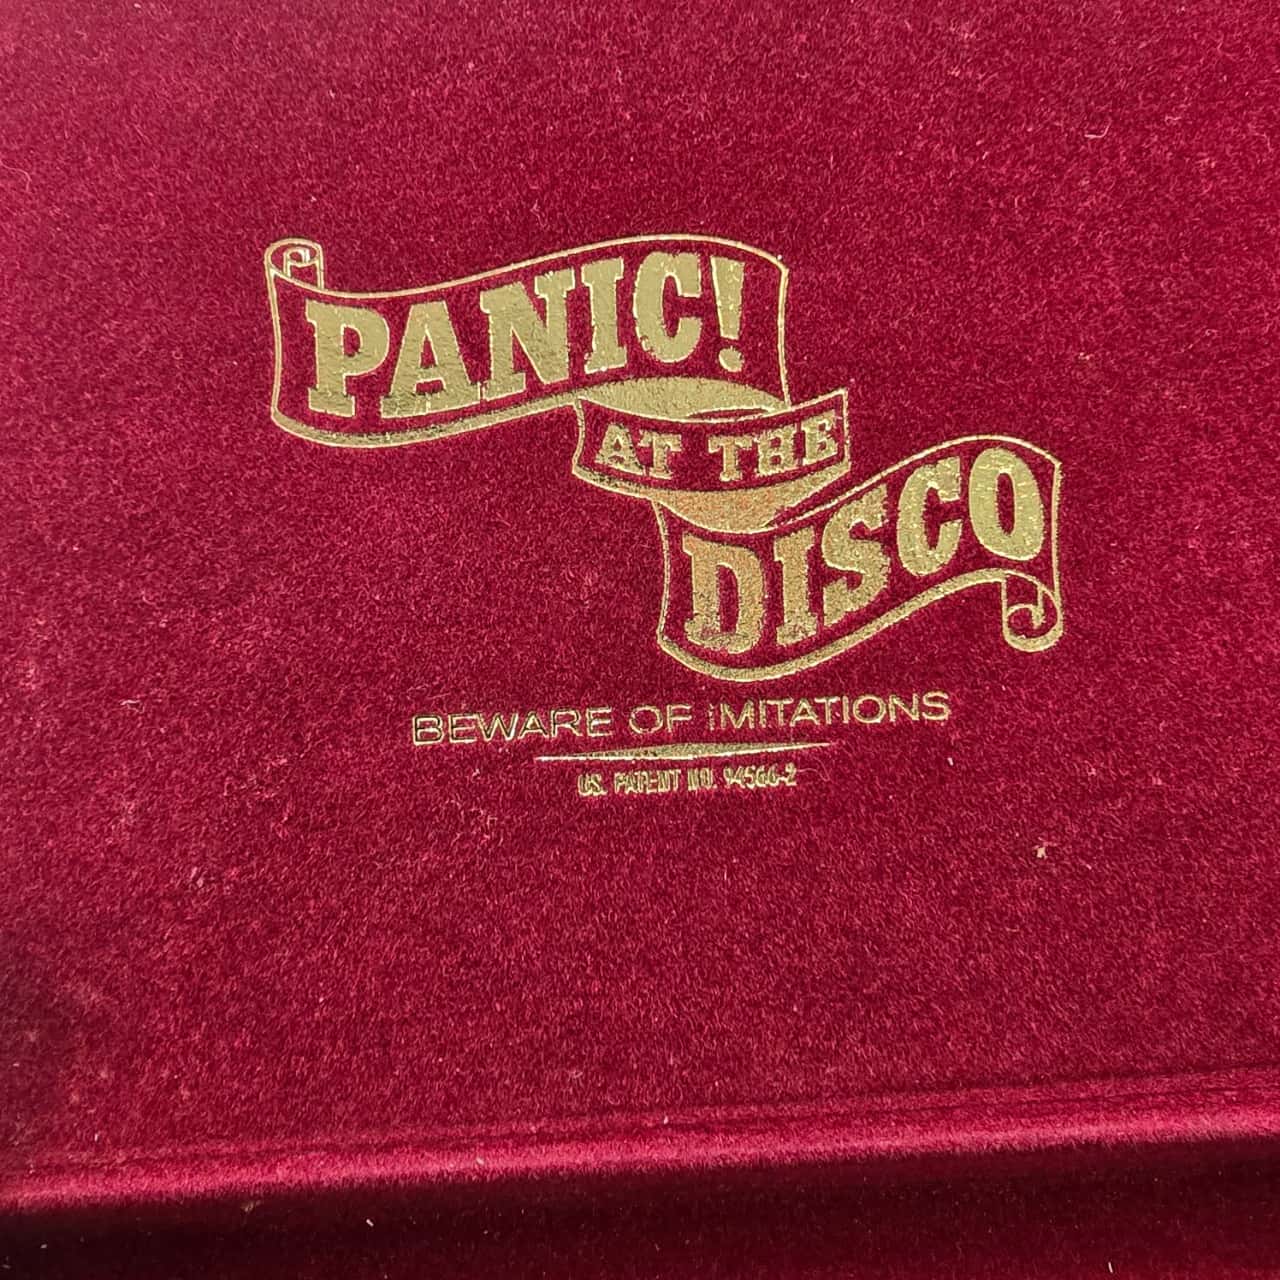 PANIC!
AT THE
DISCO
BEWARE OF iMITATIONS
US. PATENT NO. 94566-2